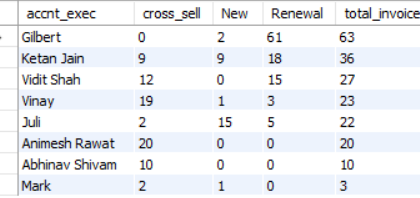 accnt_exec cross_sell New Renewal total_invoice
Gilbert 0 2 61 63
Ketan Jain 9 9 18 36
Vidit Shah 12 0 15 27
Vinay 19 1 3 23
Juli 2 15 5 22
Animesh Rawat 20 0 0 20
Abhinav Shivam 10 0 0 10
Mark 2 1 0 3